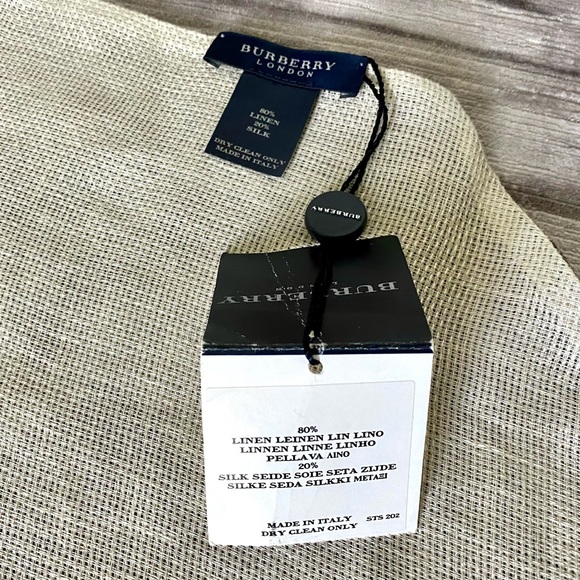 BURBERRY
LONDON
80%
LINEN
20%
SILK
DRY CLEAN ONLY
MADE IN ITALY
BURBERRY
BURBERRY
LONDON
80%
LINEN LEINEN LIN LINO
LINNEN LINNE LINHO
PELLAVA ΛΙΝΟ
20%
SILK SEIDE SOIE SETA ZIJDE
SILKE SEDA SILKKI ΜΕΤΑΞΙ
MADE IN ITALY STS 202
DRY CLEAN ONLY